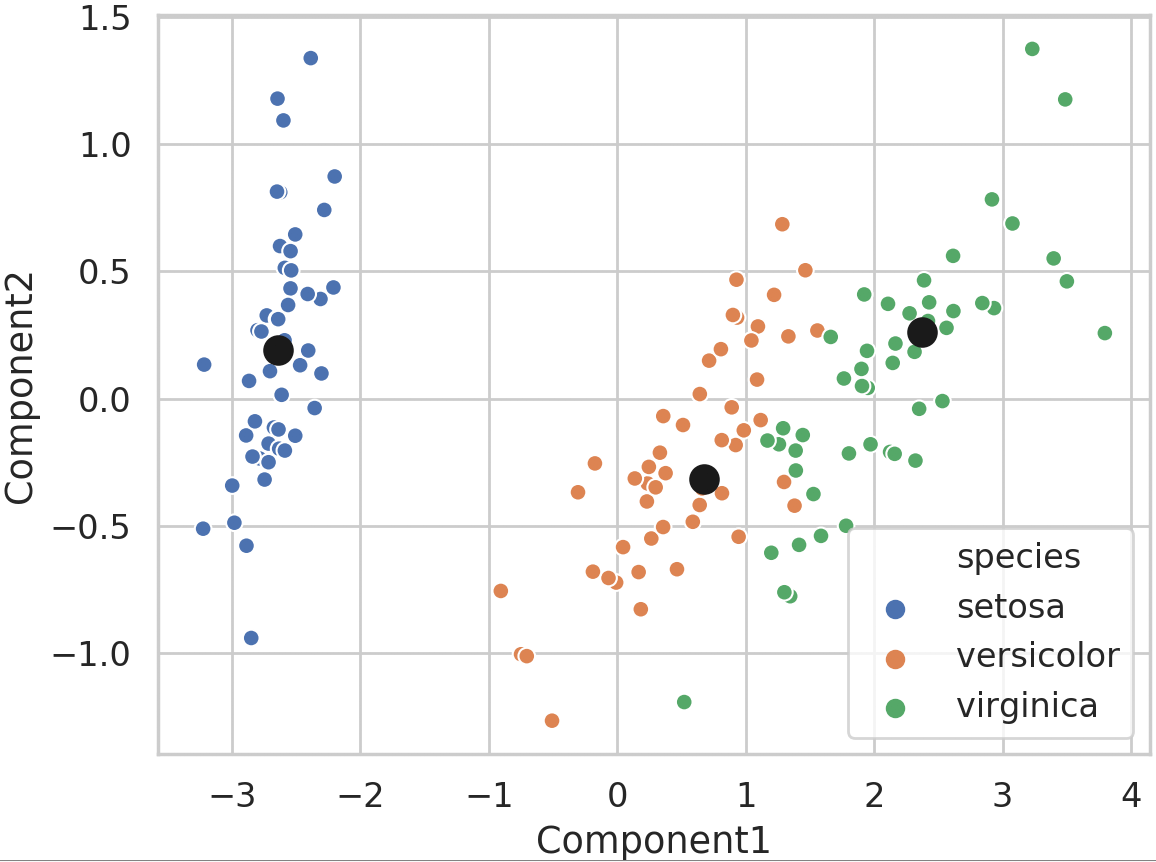 1.5
1.0
0.5
0.0
−0.5
−1.0
Component2
−3 −2 −1 0 1 2 3 4
Component1
species
setosa
versicolor
virginica